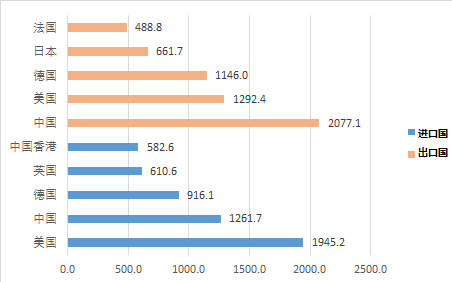 法国 488.8
日本 661.7
德国 1146.0
美国 1292.4
中国 2077.1
中国香港 582.6
英国 610.6
德国 916.1
中国 1261.7
美国 1945.2
0.0 500.0 1000.0 1500.0 2000.0 2500.0
进口国
出口国